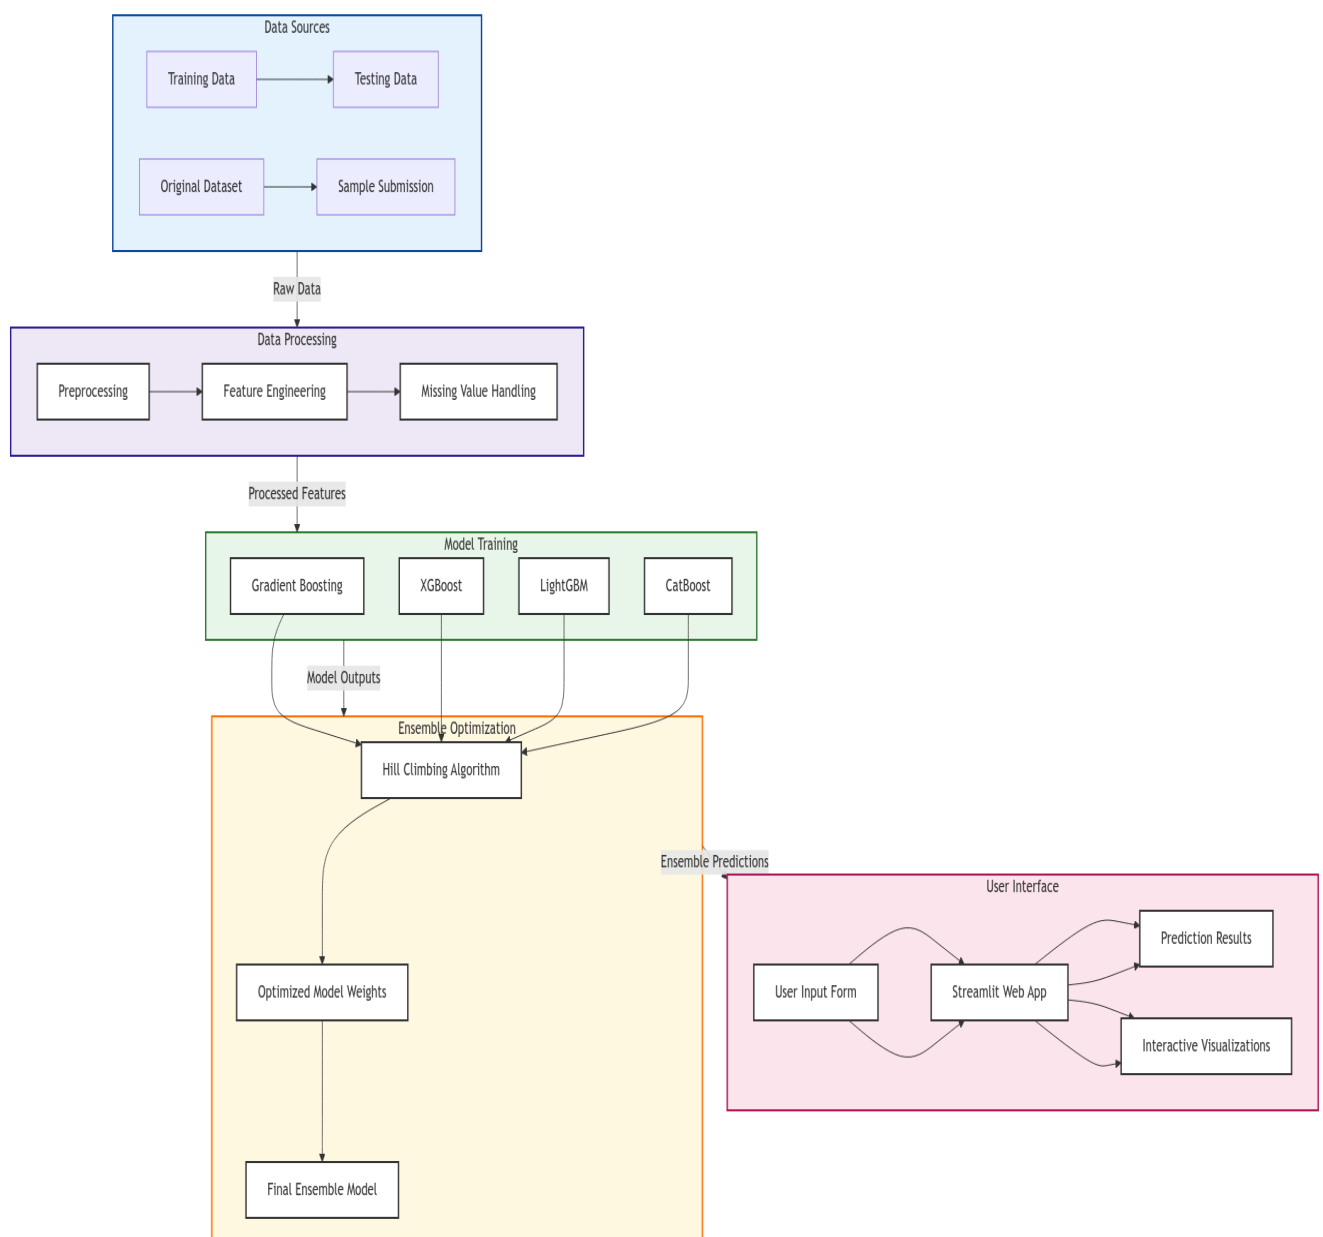 Data Sources
Training Data
Testing Data
Original Dataset
Sample Submission
Raw Data
Data Processing
Preprocessing
Feature Engineering
Missing Value Handling
Processed Features
Model Training
Gradient Boosting
XGBoost
LightGBM
CatBoost
Model Outputs
Ensemble Optimization
Hill Climbing Algorithm
Ensemble Predictions
User Interface
Prediction Results
User Input Form
Streamlit Web App
Optimized Model Weights
Interactive Visualizations
Final Ensemble Model